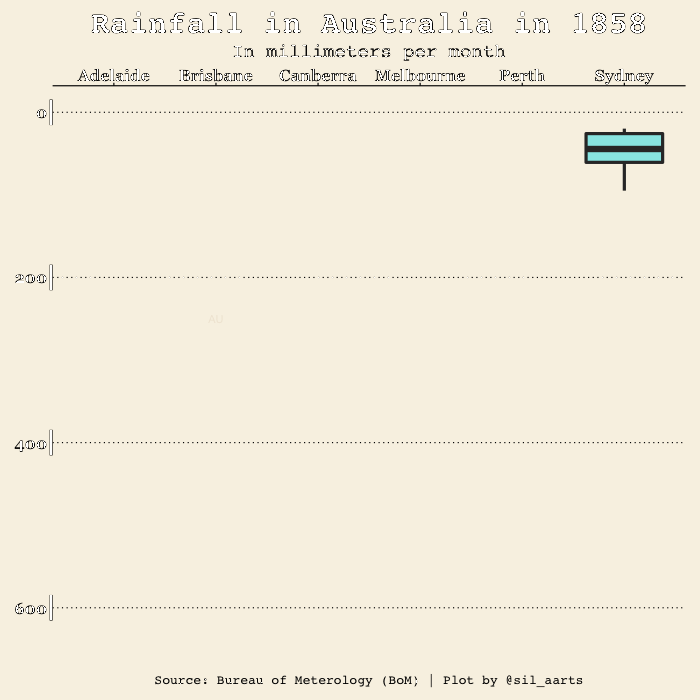 Rainfall in Australia in 1858
In millimeters per month
Adelaide Brisbane Canberra Melbourne Perth Sydney
0
200
AU
400
600
Source: Bureau of Meterology (BoM) | Plot by @sil_aarts